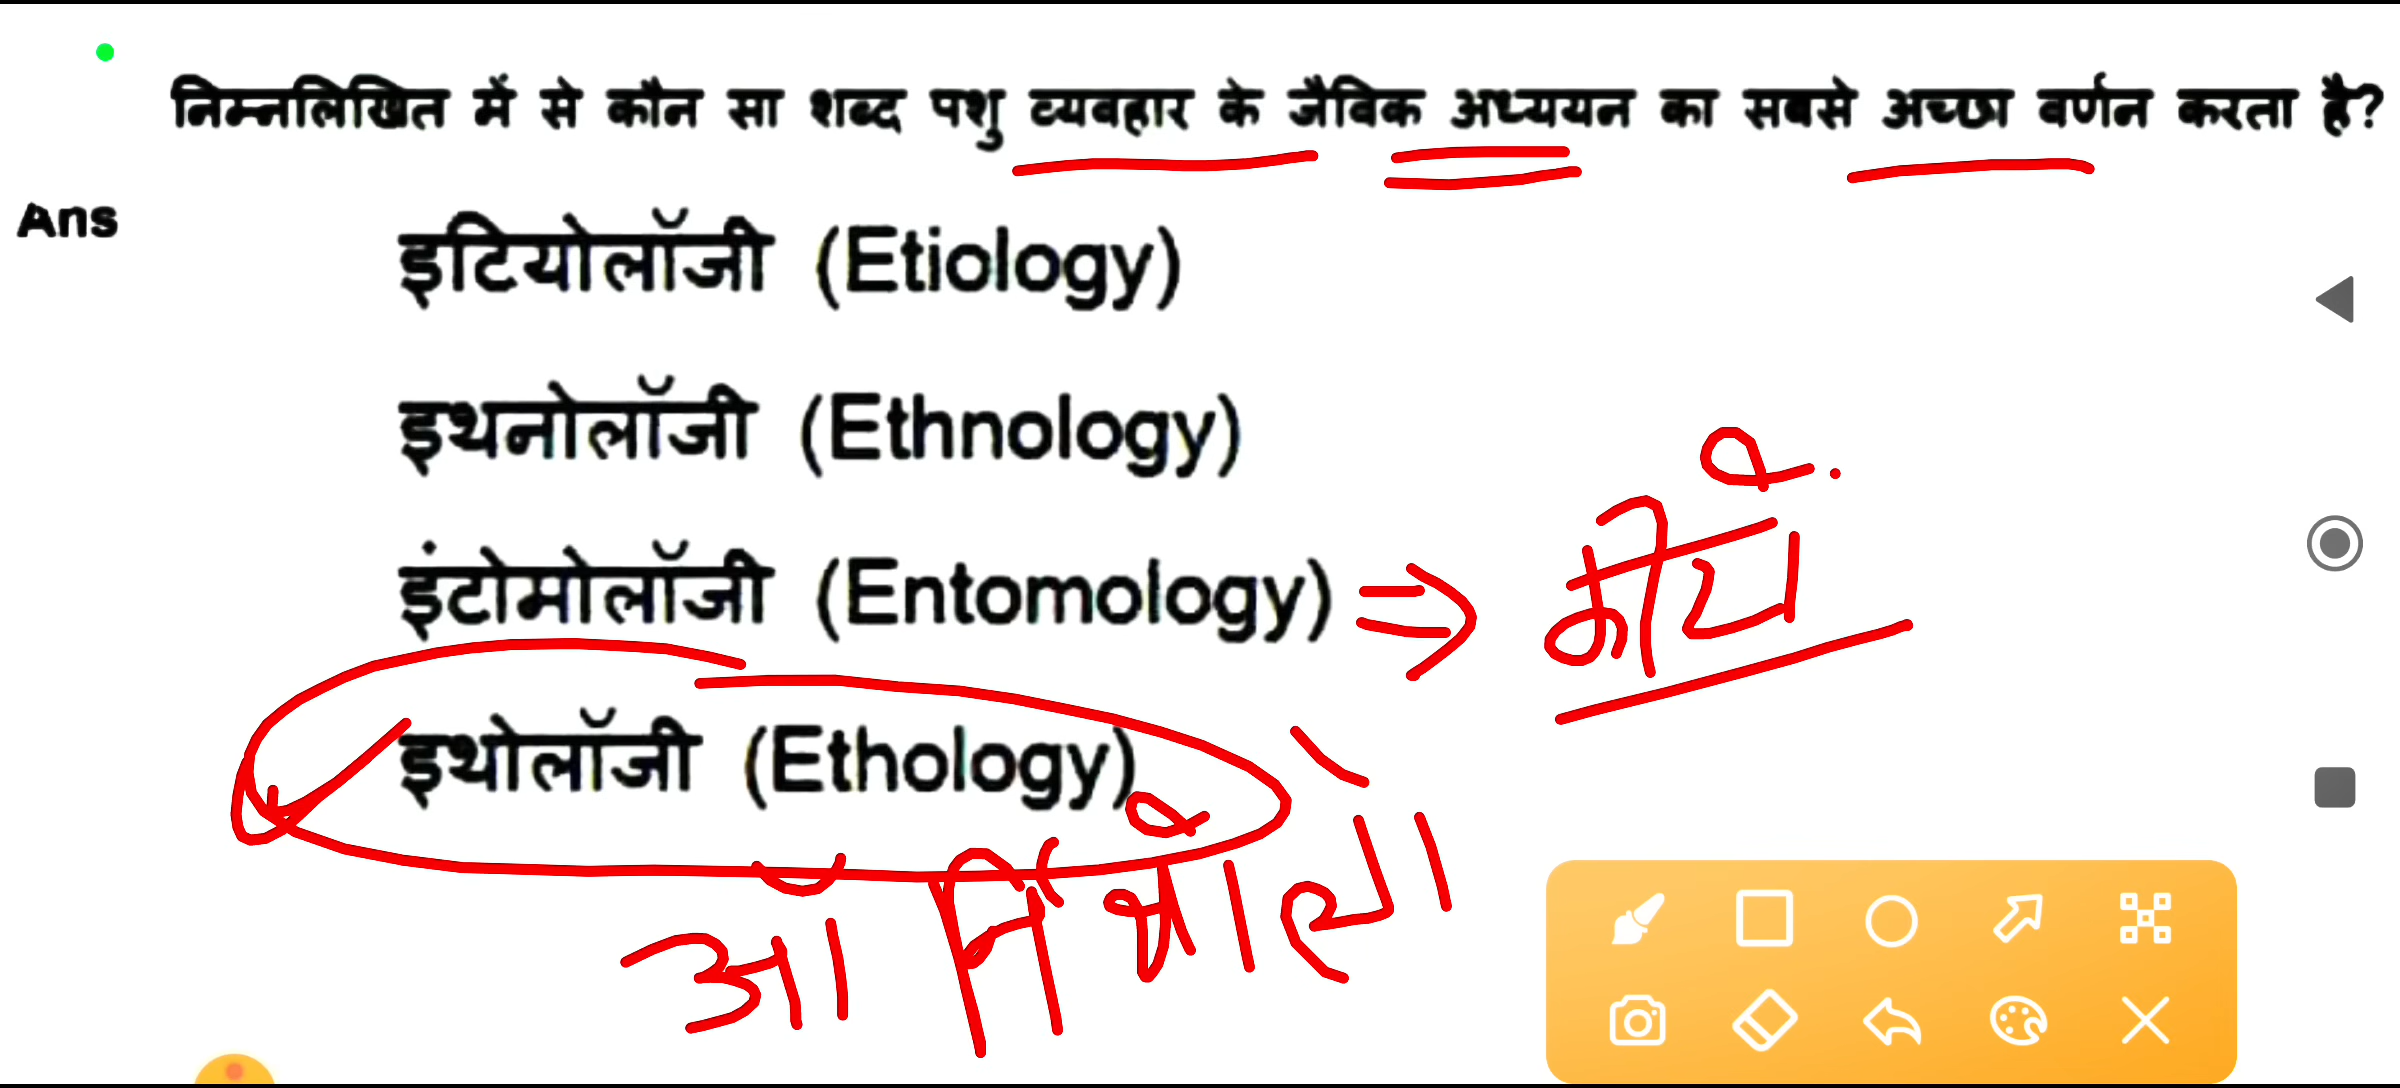 निम्नलिखित में से कौन सा शब्द पशु व्यवहार के जैविक अध्ययन का सबसे अच्छा वर्णन करता है?
Ans
इटियोलॉजी (Etiology)
इथनोलॉजी (Ethnology)
इंटोमोलॉजी (Entomology) ⇒
इथोलॉजी (Ethology)